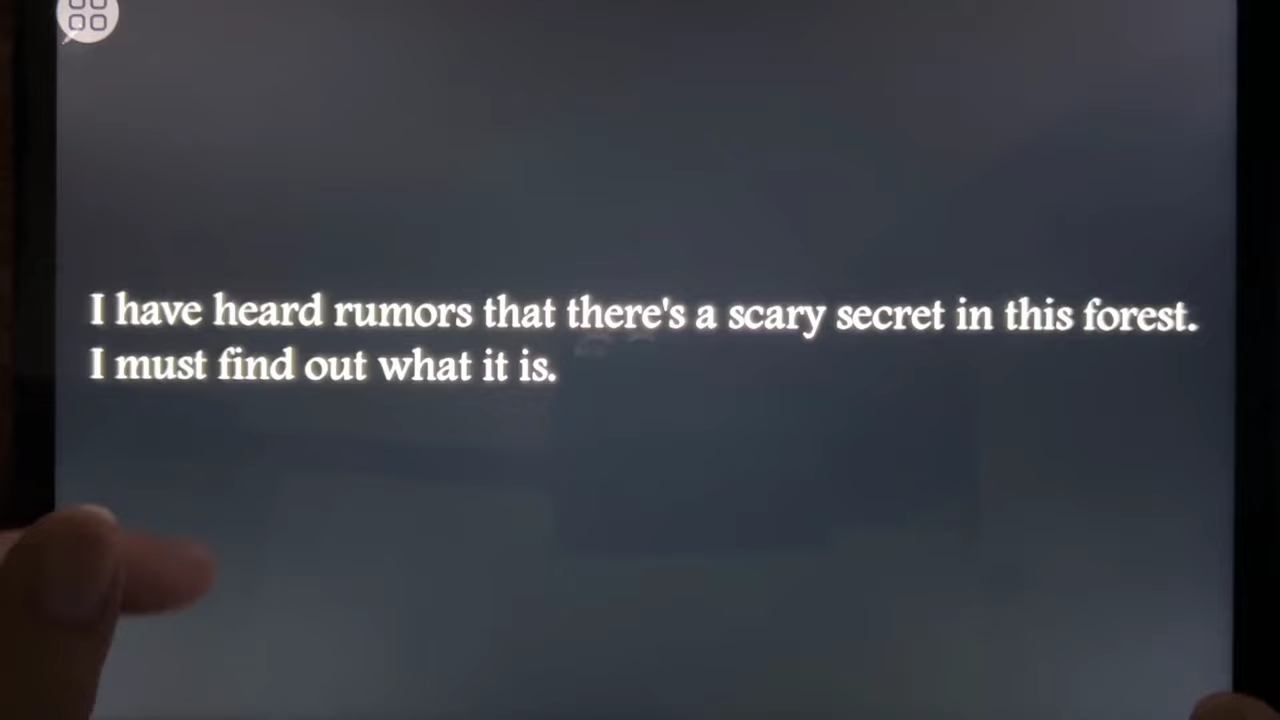 I have heard rumors that there's a scary secret in this forest.
I must find out what it is.